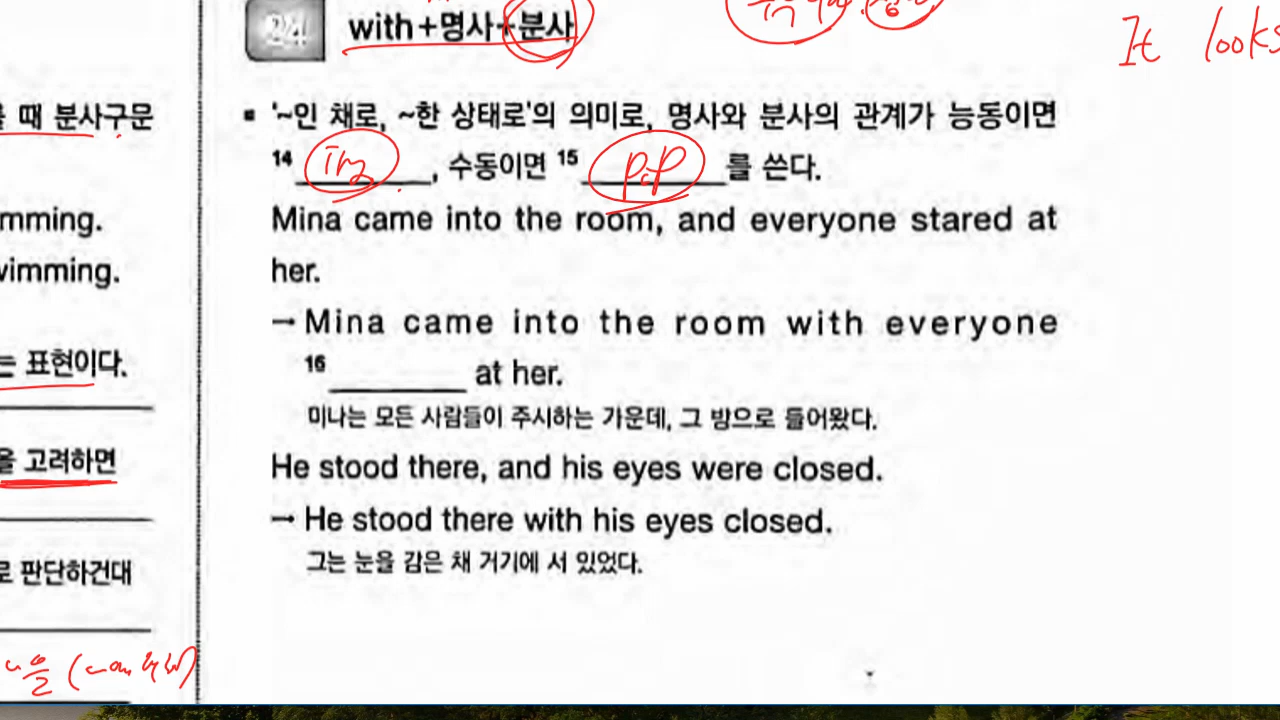 24 with+명사+분사
It looks
을 때 분사구문
▪ '~인 채로, ~한 상태로'의 의미로, 명사와 분사의 관계가 능동이면
14 ing, 수동이면 15 p.p를 쓴다.
mming.
Mina came into the room, and everyone stared at
wimming.
her.
→ Mina came into the room with everyone
는 표현이다.
16 ________ at her.
미나는 모든 사람들이 주시하는 가운데, 그 방으로 들어왔다.
을 고려하면
He stood there, and his eyes were closed.
→ He stood there with his eyes closed.
로 판단하건대
그는 눈을 감은 채 거기에 서 있었다.